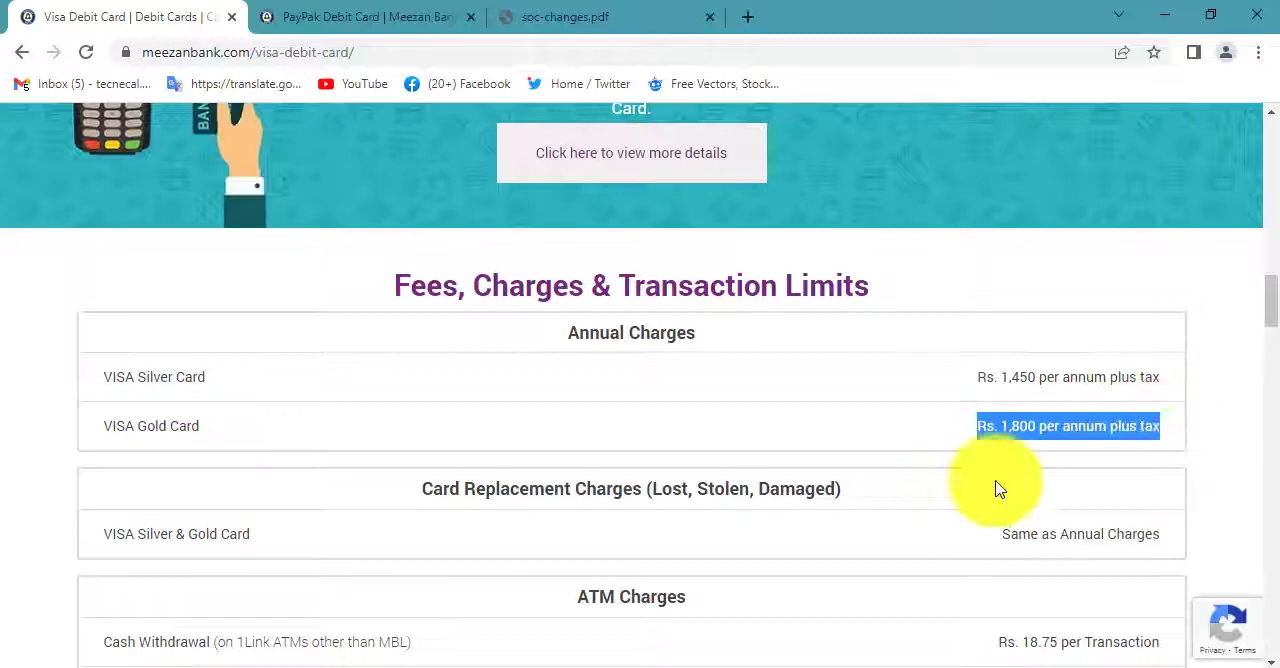 Visa Debit Card | Debit Cards | Ca
PayPak Debit Card | Meezan Ban
soc-changes.pdf
meezanbank.com/visa-debit-card/
Inbox (5) - tecnecal...
https://translate.go...
YouTube
(20+) Facebook
Home / Twitter
Free Vectors, Stock...
BAN
Card.
Click here to view more details
Fees, Charges & Transaction Limits
Annual Charges
VISA Silver Card Rs. 1,450 per annum plus tax
VISA Gold Card Rs. 1,800 per annum plus tax
Card Replacement Charges (Lost, Stolen, Damaged)
VISA Silver & Gold Card Same as Annual Charges
ATM Charges
Cash Withdrawal (on 1Link ATMs other than MBL) Rs. 18.75 per Transaction
Privacy - Terms